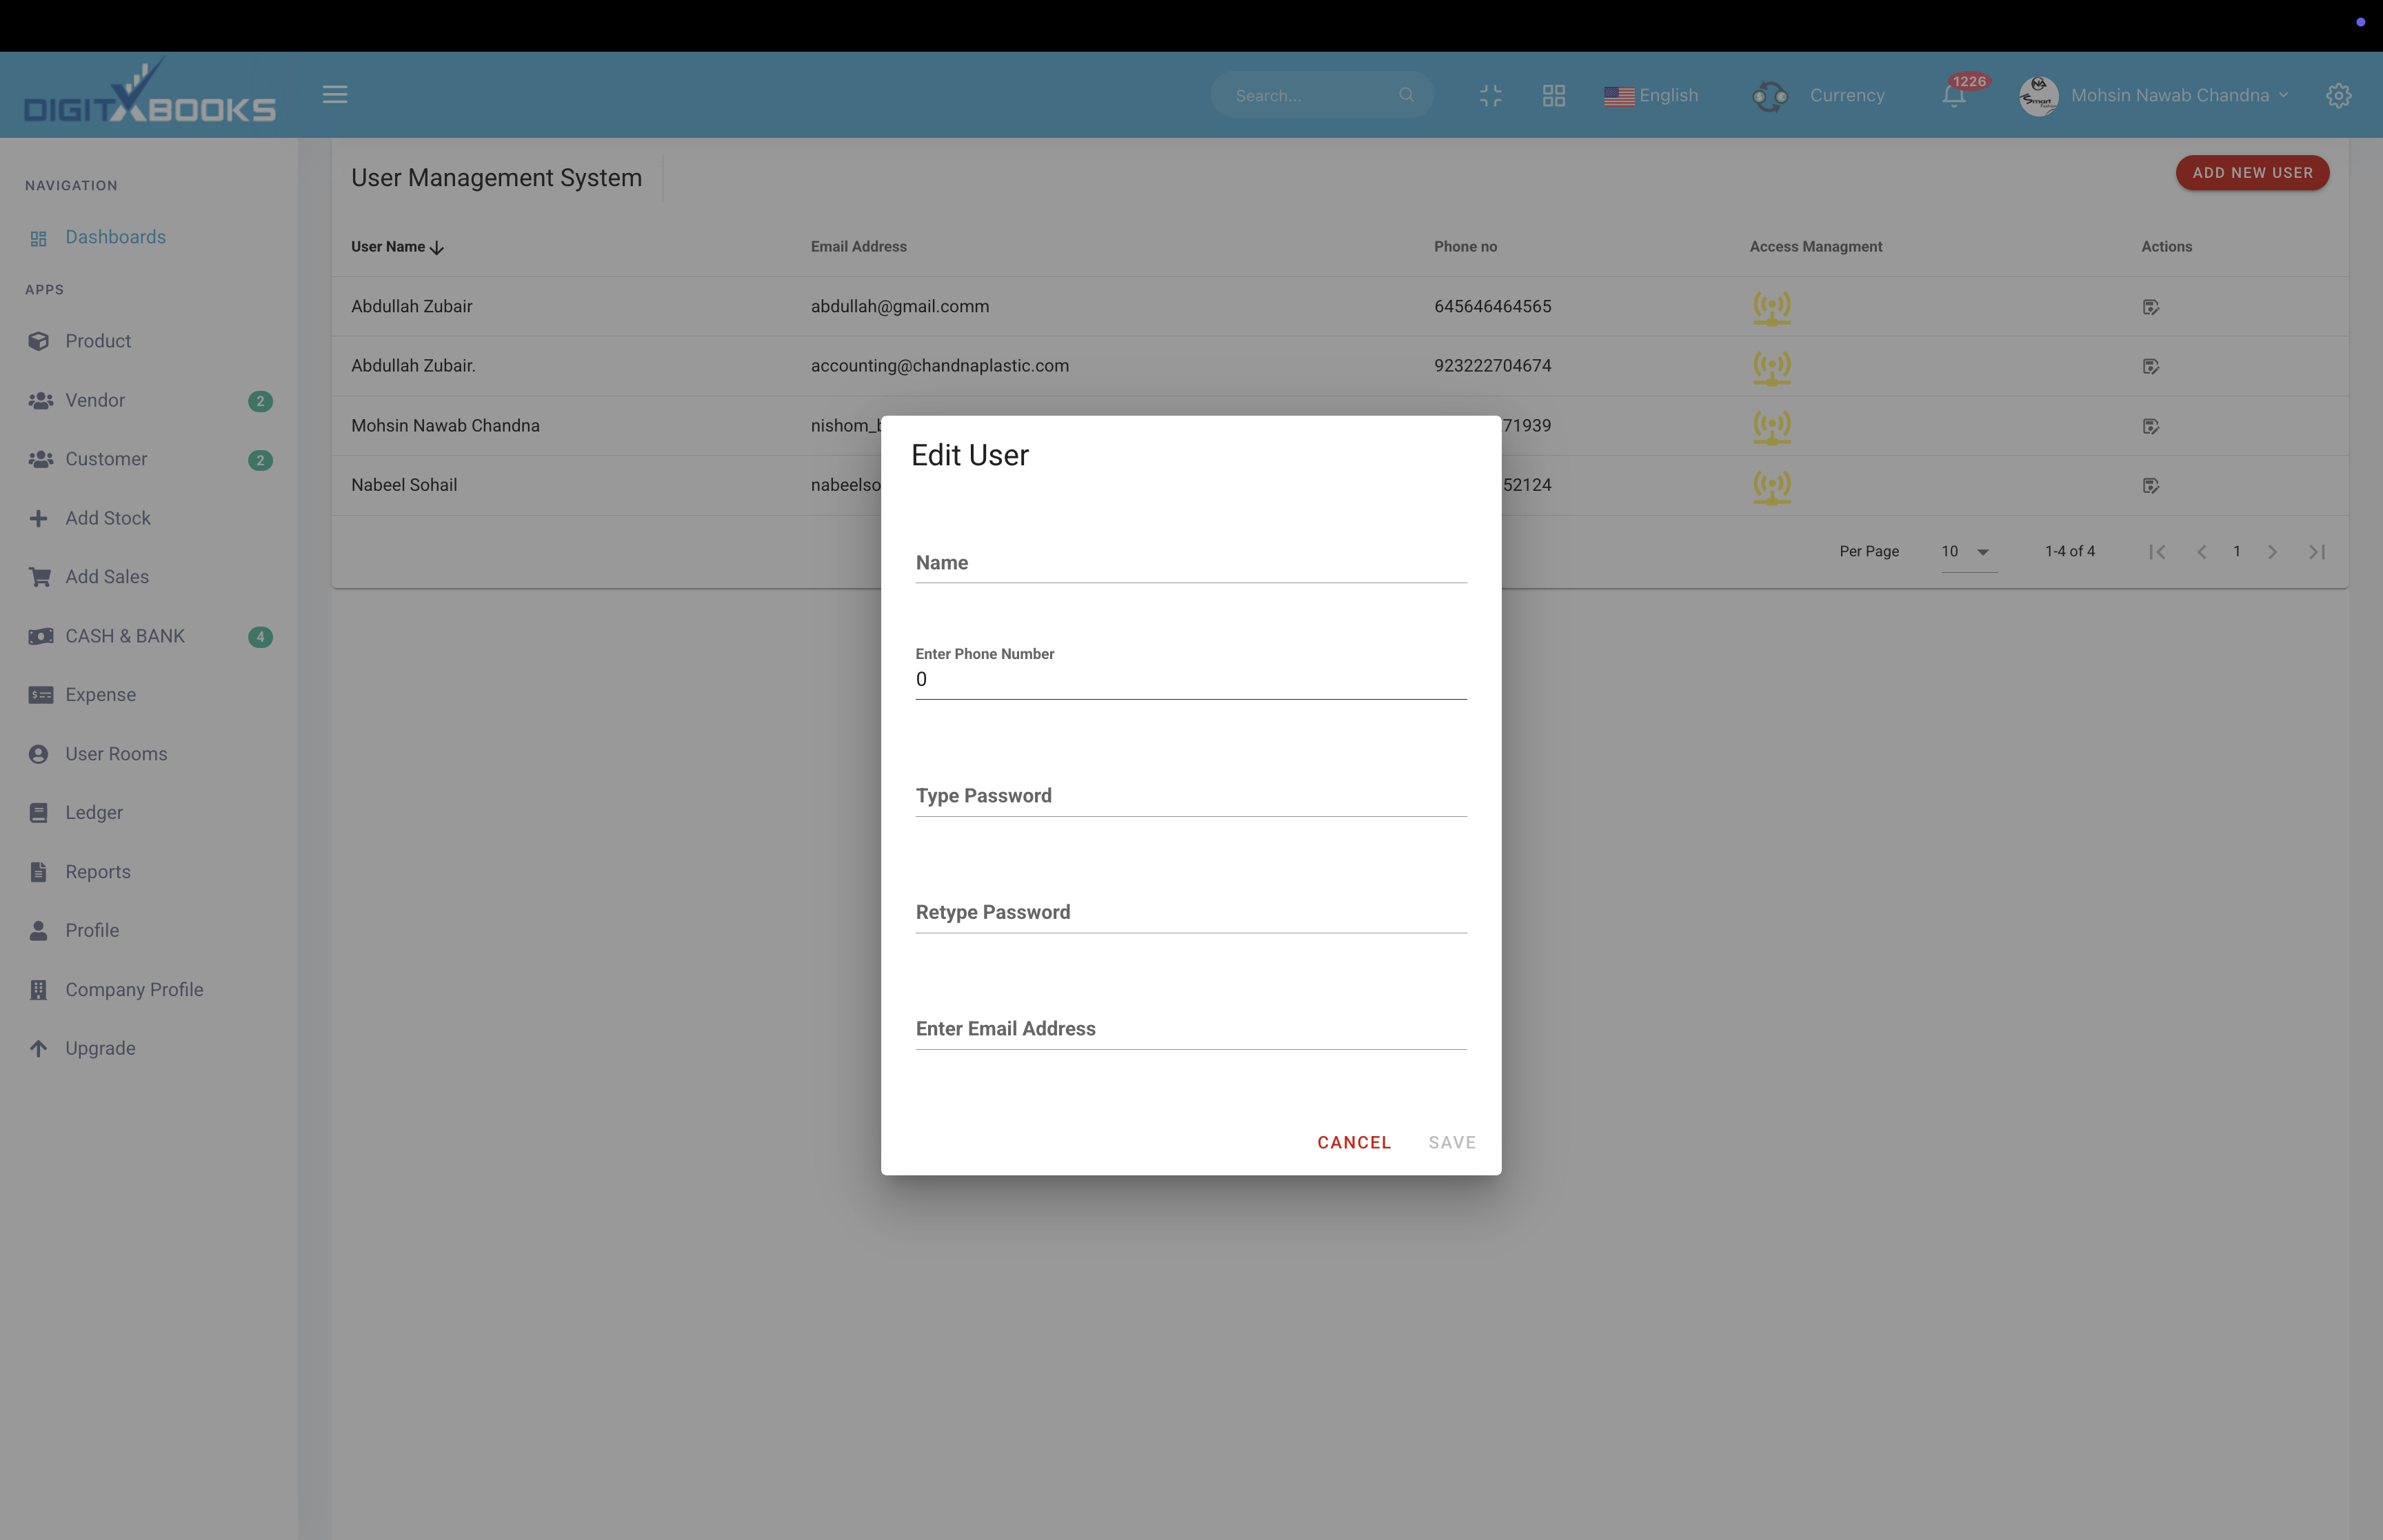 DIGITXBOOKS
Search...
English
Currency
1226
Mohsin Nawab Chandna
NAVIGATION
Dashboards
APPS
Product
Vendor 2
Customer 2
Add Stock
Add Sales
CASH & BANK 4
Expense
User Rooms
Ledger
Reports
Profile
Company Profile
Upgrade
User Management System
ADD NEW USER
User Name Email Address Phone no Access Managment Actions
Abdullah Zubair abdullah@gmail.comm 645646464565
Abdullah Zubair. accounting@chandnaplastic.com 923222704674
Mohsin Nawab Chandna nishom_ 71939
Nabeel Sohail nabeelso 52124
Per Page 10 1-4 of 4 1
Edit User
Name
Enter Phone Number
0
Type Password
Retype Password
Enter Email Address
CANCEL SAVE